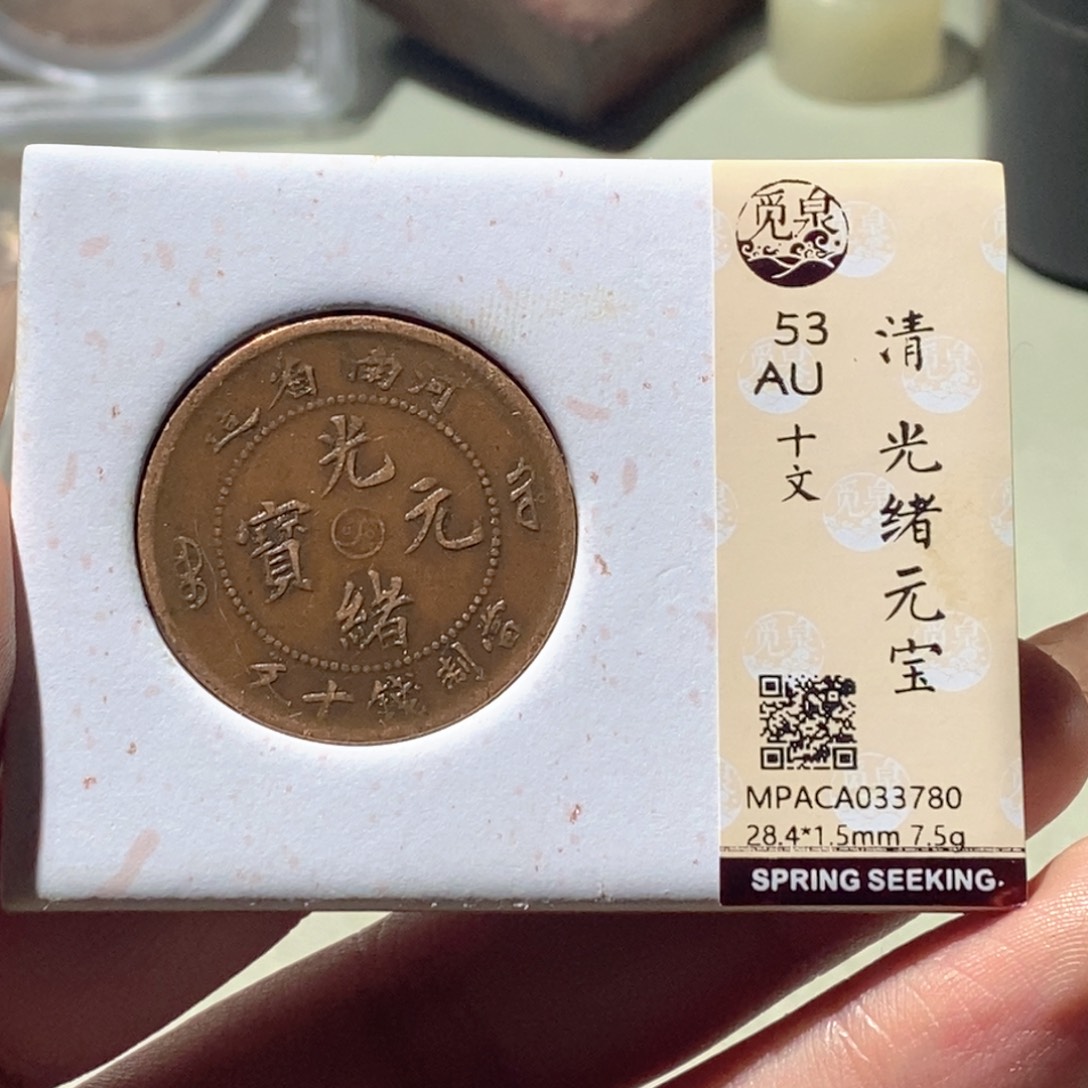 河南省造
光緒元寶
當制錢十文
觅泉
清 光绪元宝
53
AU
十文
MPACA033780
28.4*1.5mm 7.5g
SPRING SEEKING